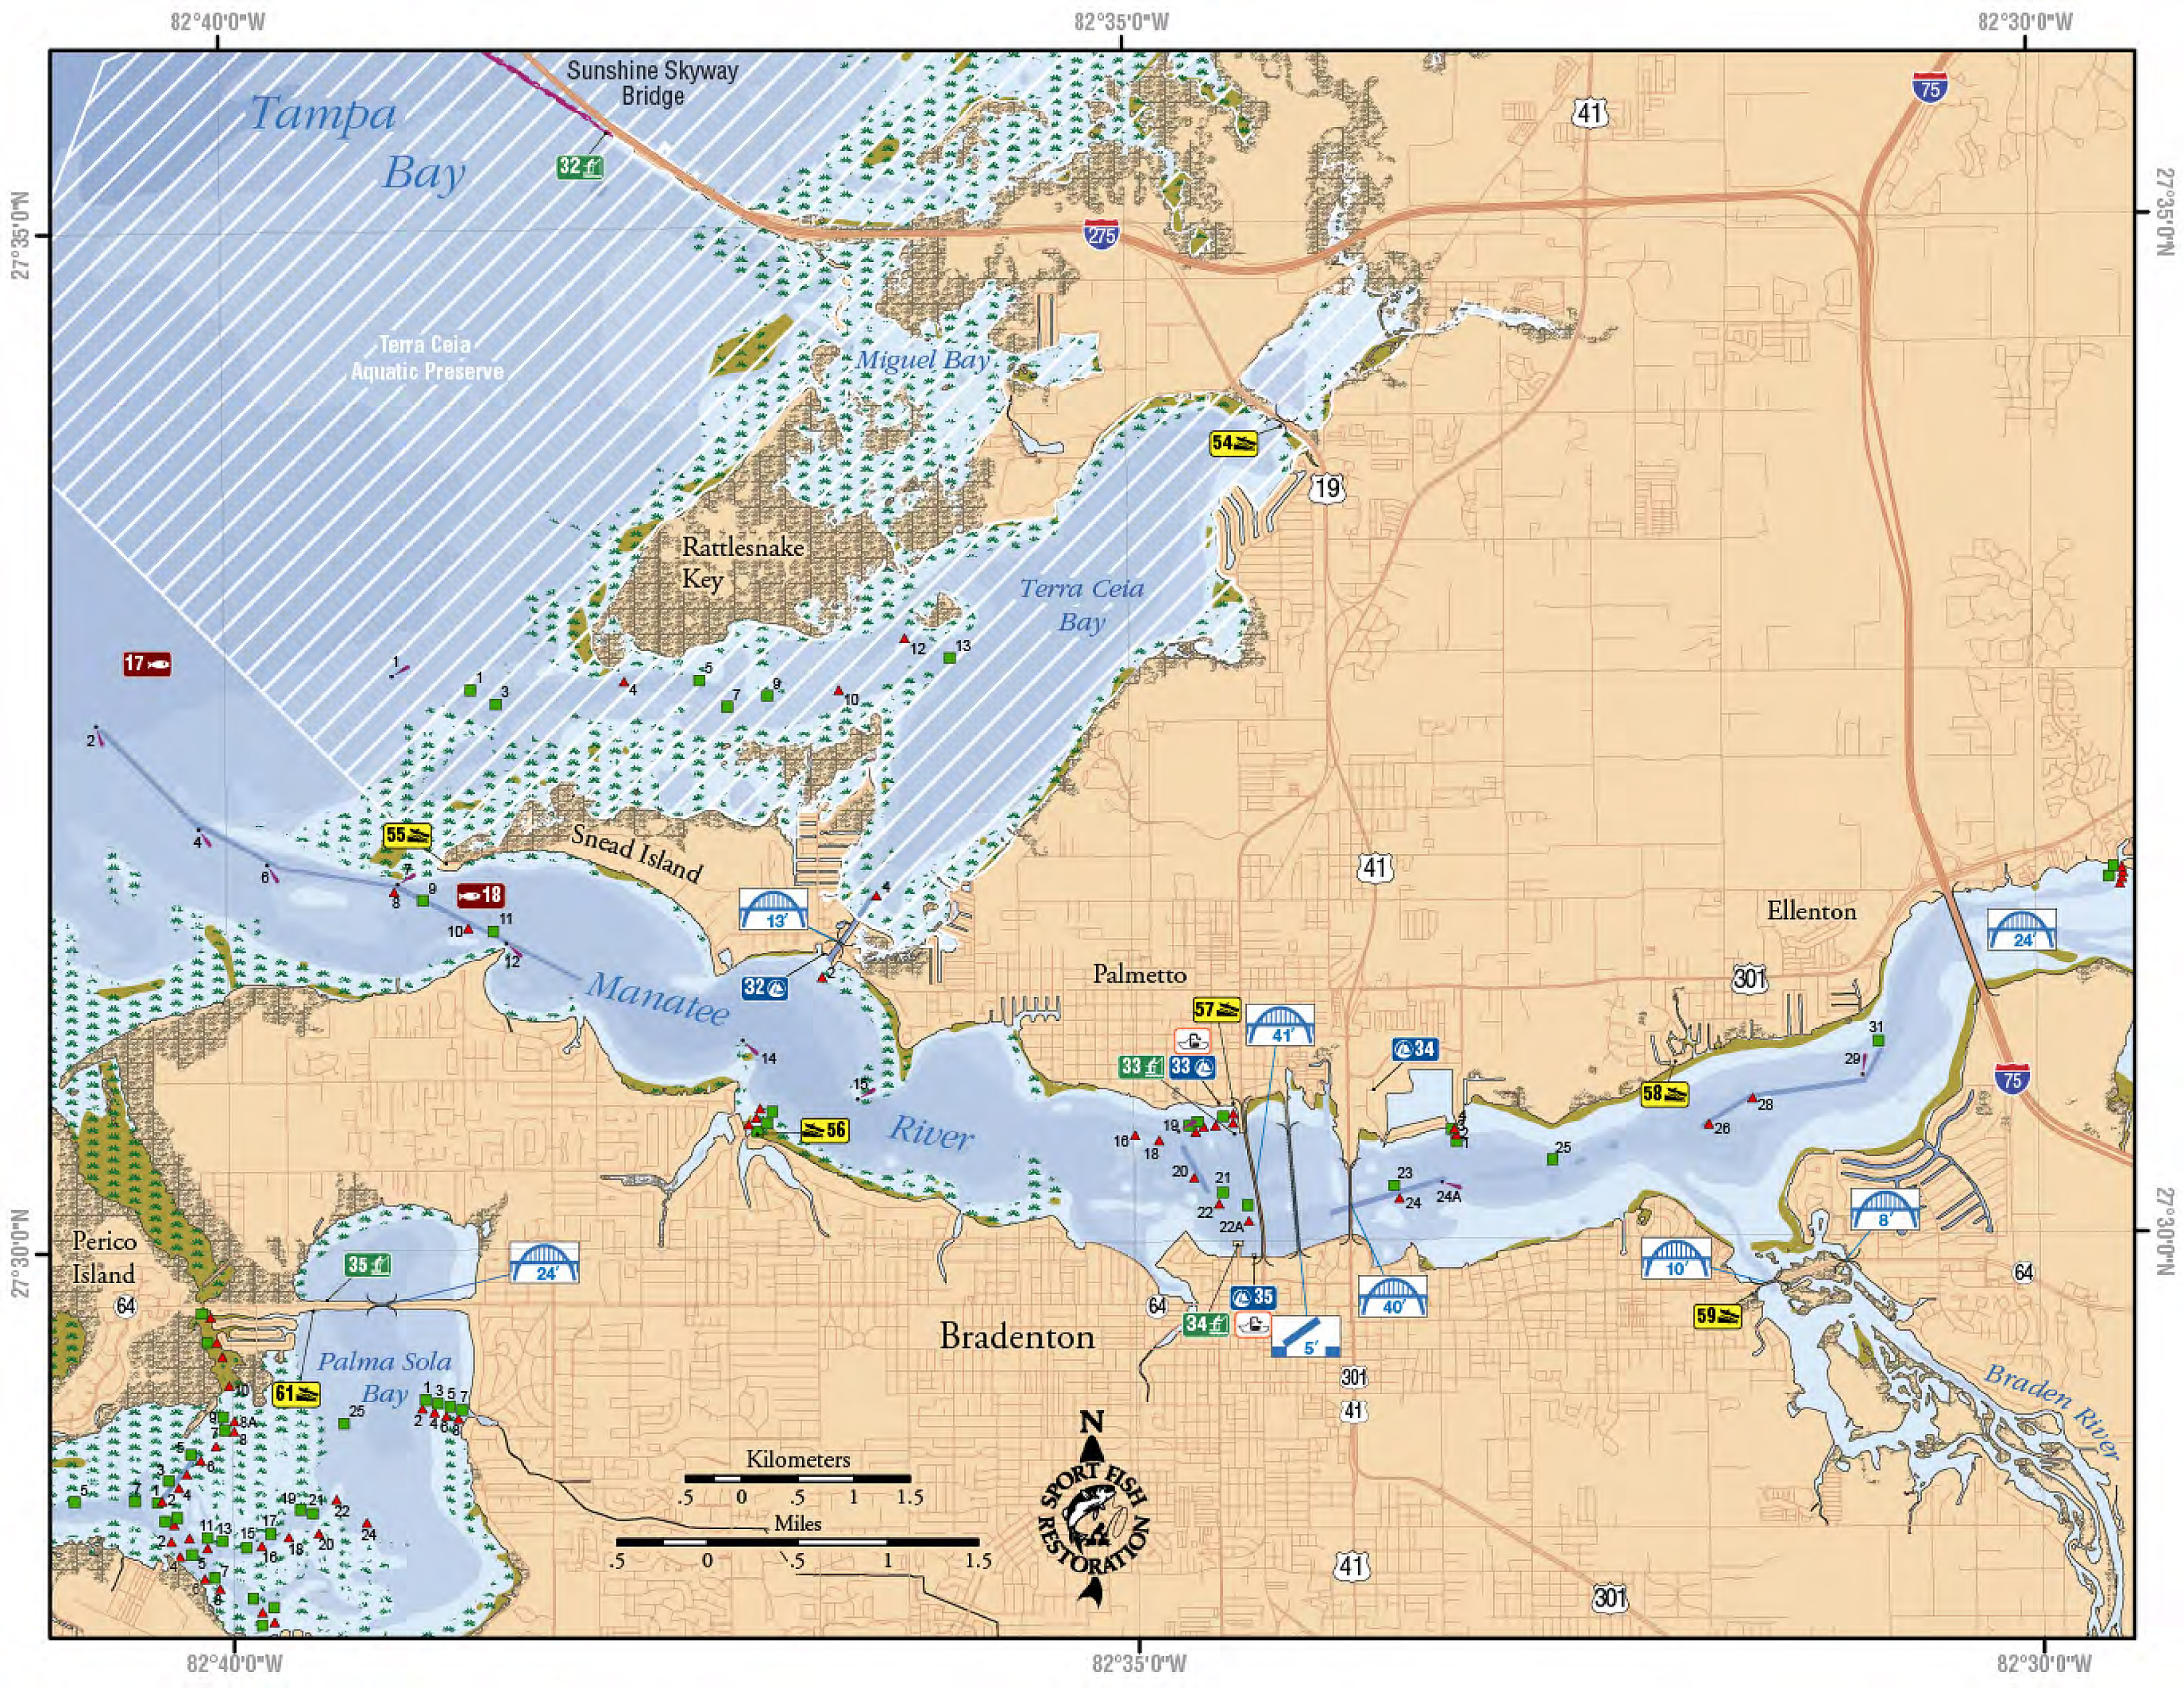 82°40'0"W
82°35'0"W
82°30'0"W
Sunshine Skyway
Bridge
Tampa
Bay
75
41
32
27°35'0"N
27°35'0"N
275
Terra Ceia
Aquatic Preserve
Miguel Bay
54
19
Rattlesnake
Key
Terra Ceia
Bay
12
13
17
1
1
3
4
5
7
9
10
2
4
6
55
Snead Island
7
8
9
18
10
11
12
4
13'
2
32
41
Ellenton
24'
301
Palmetto
Manatee
River
14
15
56
57
41'
33
33
34
16
18
19
20
21
22
22A
4
3
2
1
23
24
24A
25
58
26
28
29
31
75
27°30'0"N
27°30'0"N
Perico
Island
64
35
24'
8'
10'
64
59
35
40'
64
34
5'
Bradenton
Palma Sola
Bay
61
301
41
Braden River
10
1 3 5 7
2 4 6 8
25
9
8A
7
8
5
6
3
4
5
7
1
2
19
21
22
24
11
13
15
17
16
18
20
2
4
5
7
6
8
N
SPORT FISH
RESTORATION
Kilometers
.5 0 .5 1 1.5
Miles
.5 0 .5 1 1.5
41
301
82°40'0"W
82°35'0"W
82°30'0"W